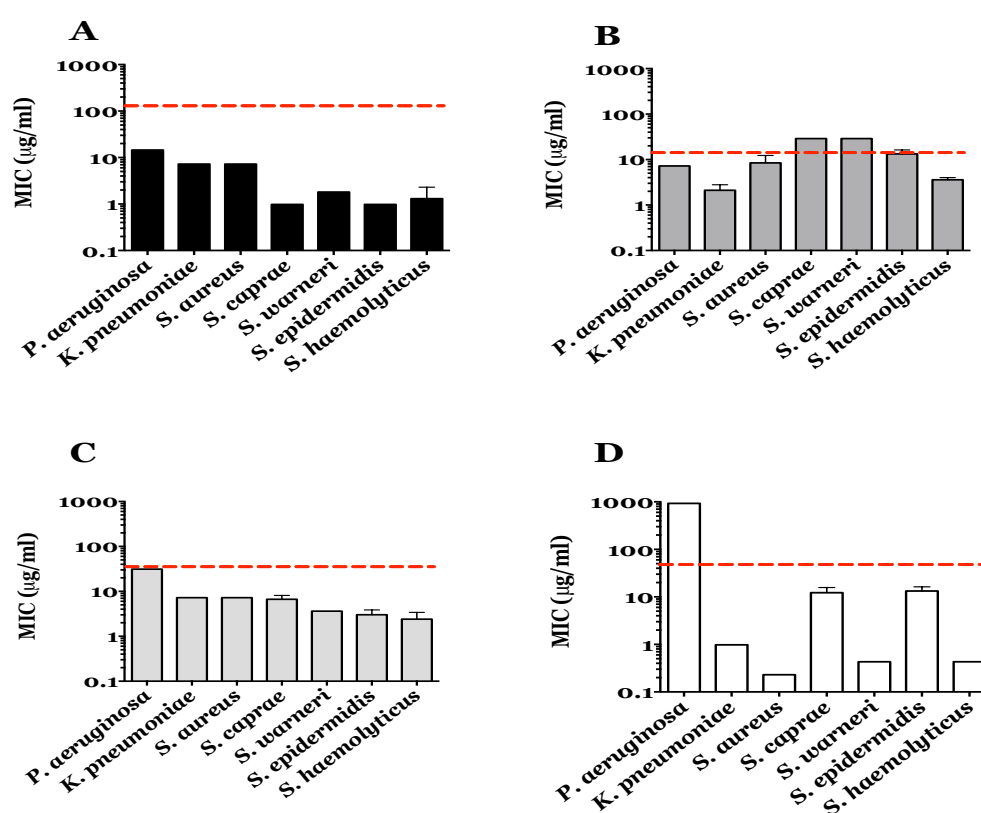 A
MIC (μg/ml)
1000
100
10
1
0.1
P. aeruginosa
K. pneumoniae
S. aureus
S. caprae
S. warneri
S. epidermidis
S. haemolyticus
B
MIC (μg/ml)
1000
100
10
1
0.1
P. aeruginosa
K. pneumoniae
S. aureus
S. caprae
S. warneri
S. epidermidis
S. haemolyticus
C
MIC (μg/ml)
1000
100
10
1
0.1
P. aeruginosa
K. pneumoniae
S. aureus
S. caprae
S. warneri
S. epidermidis
S. haemolyticus
D
MIC (μg/ml)
1000
100
10
1
0.1
P. aeruginosa
K. pneumoniae
S. aureus
S. caprae
S. warneri
S. epidermidis
S. haemolyticus